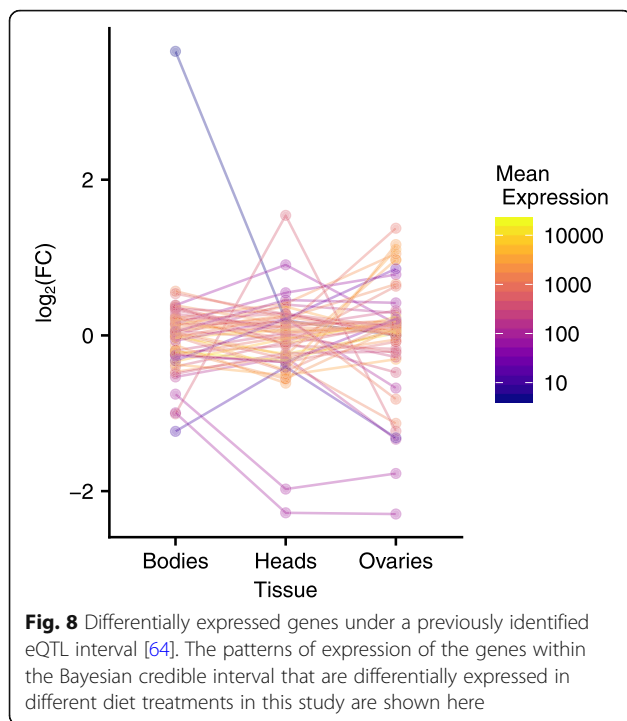 2
0
−2
log2(FC)
Bodies Heads Ovaries
Tissue
Mean
Expression
10000
1000
100
10
Fig. 8 Differentially expressed genes under a previously identified
eQTL interval [64]. The patterns of expression of the genes within
the Bayesian credible interval that are differentially expressed in
different diet treatments in this study are shown here